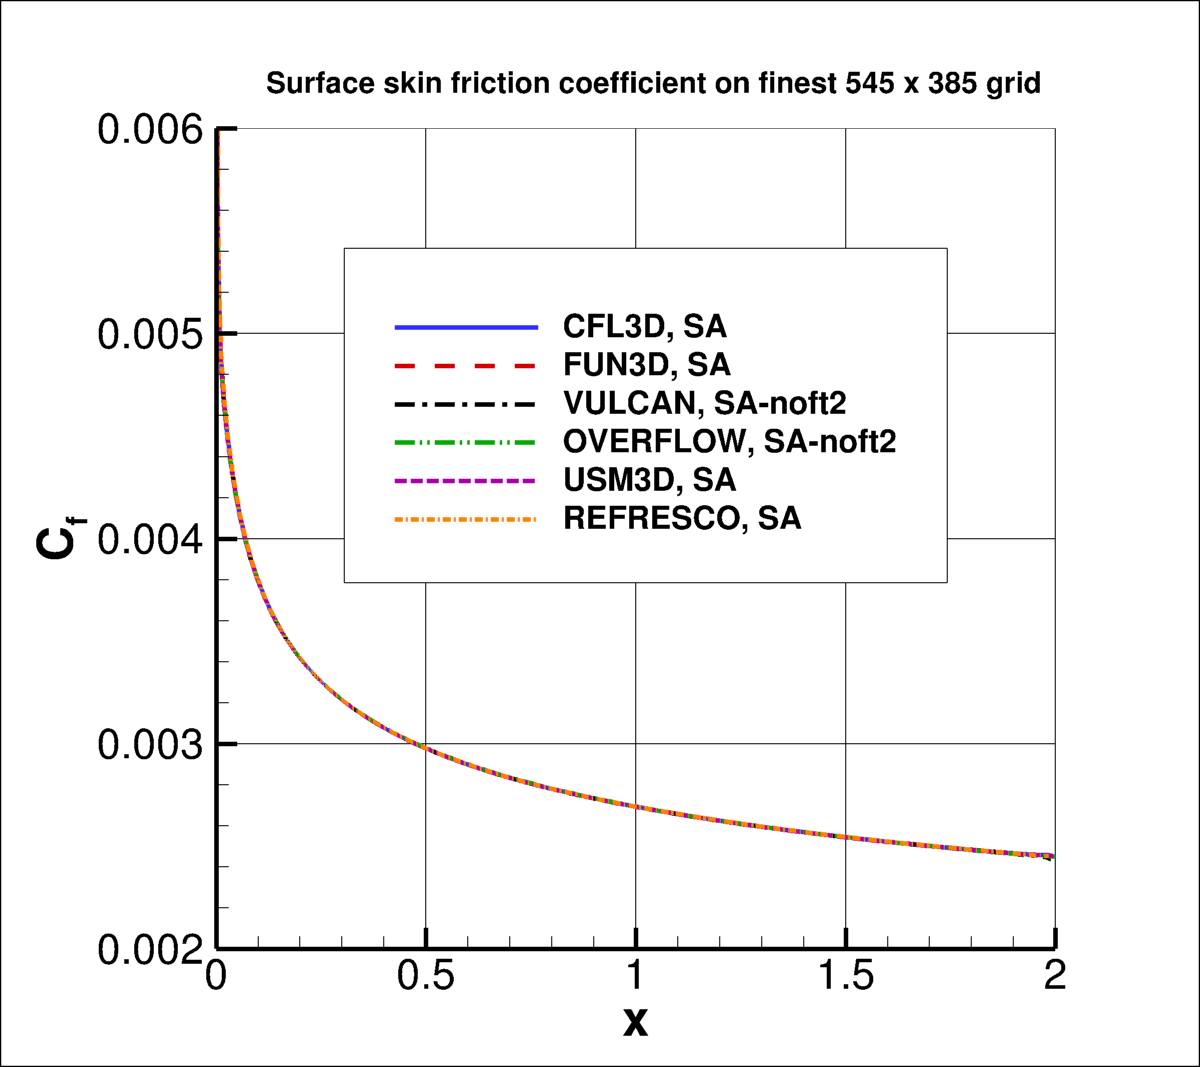 Surface skin friction coefficient on finest 545 x 385 grid
0.006
0.005
0.004
0.003
0.002
C_f
CFL3D, SA
FUN3D, SA
VULCAN, SA-noft2
OVERFLOW, SA-noft2
USM3D, SA
REFRESCO, SA
0 0.5 1 1.5 2
x